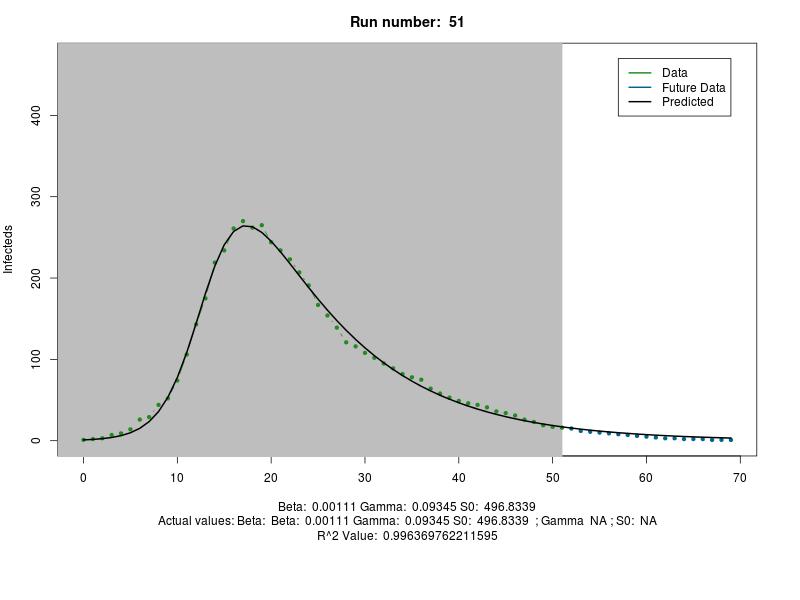 Run number: 51
Data
Future Data
Predicted
400
300
200
100
0
Infecteds
0 10 20 30 40 50 60 70
Beta: 0.00111 Gamma: 0.09345 S0: 496.8339
Actual values: Beta: Beta: 0.00111 Gamma: 0.09345 S0: 496.8339 ; Gamma NA ; S0: NA
R^2 Value: 0.996369762211595